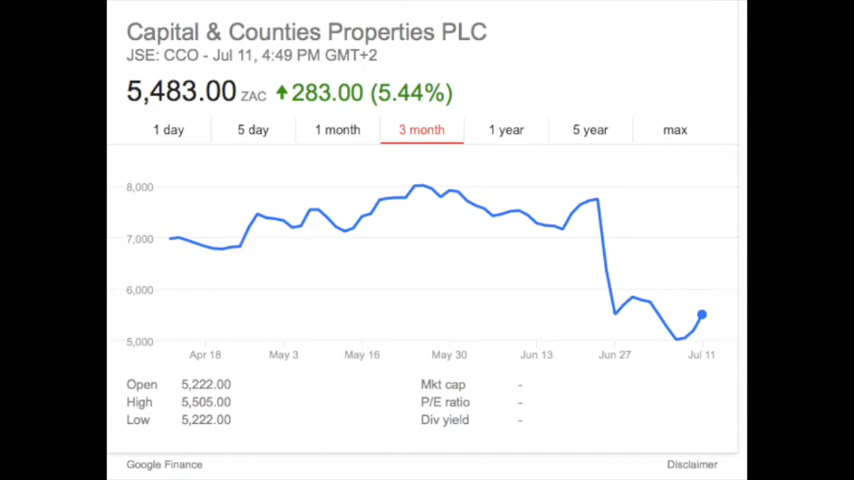 Capital & Counties Properties PLC
JSE: CCO - Jul 11, 4:49 PM GMT+2
5,483.00 ZAC ↑283.00 (5.44%)
1 day 5 day 1 month 3 month 1 year 5 year max
8,000
7,000
6,000
5,000
Apr 18 May 3 May 16 May 30 Jun 13 Jun 27 Jul 11
Open 5,222.00 Mkt cap -
High 5,505.00 P/E ratio -
Low 5,222.00 Div yield -
Google Finance Disclaimer